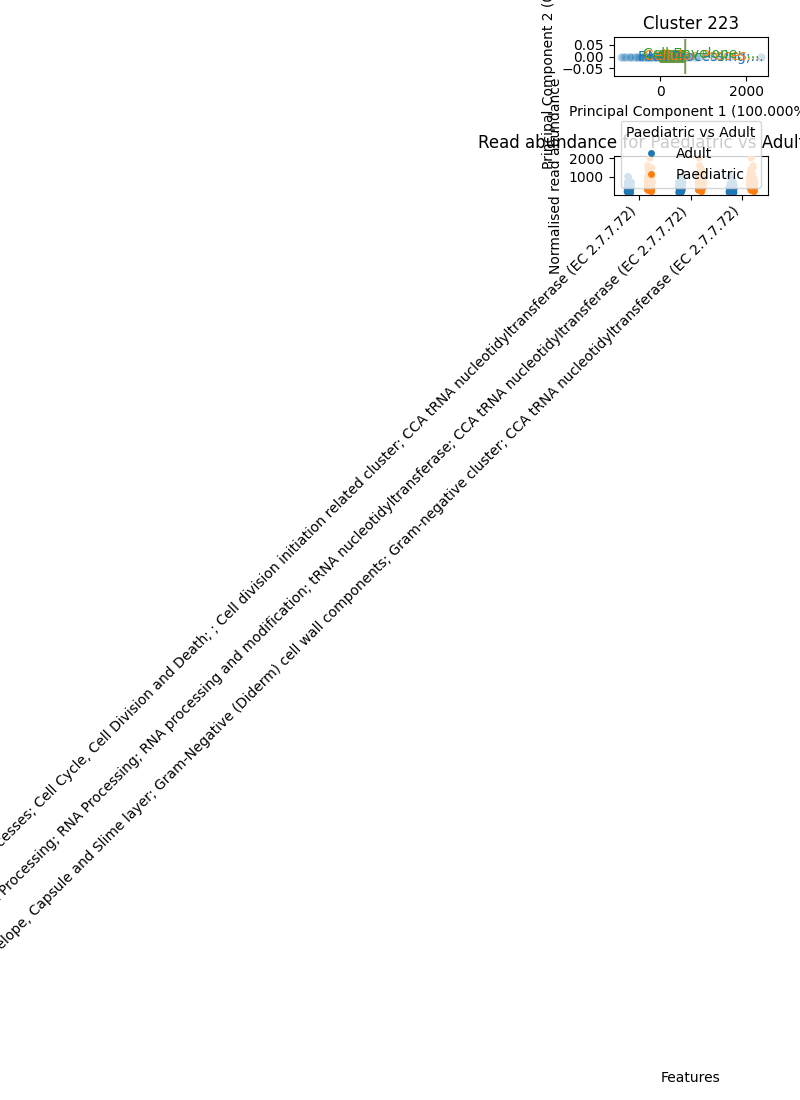 Cluster 223
Principal Component 2 (
0.05
0.00
−0.05
Cell Envelope,...
Processing;...
0
2000
Principal Component 1 (100.000%
Read abundance for Paediatric vs Adult
Normalised read abundance
2000
1000
Paediatric vs Adult
Adult
Paediatric
cesses; Cell Cycle, Cell Division and Death; ; Cell division initiation related cluster; CCA tRNA nucleotidyltransferase (EC 2.7.7.72)
Processing; RNA Processing; RNA processing and modification; tRNA nucleotidyltransferase; CCA tRNA nucleotidyltransferase (EC 2.7.7.72)
elope, Capsule and Slime layer; Gram-Negative (Diderm) cell wall components; Gram-negative cluster; CCA tRNA nucleotidyltransferase (EC 2.7.7.72)
Features